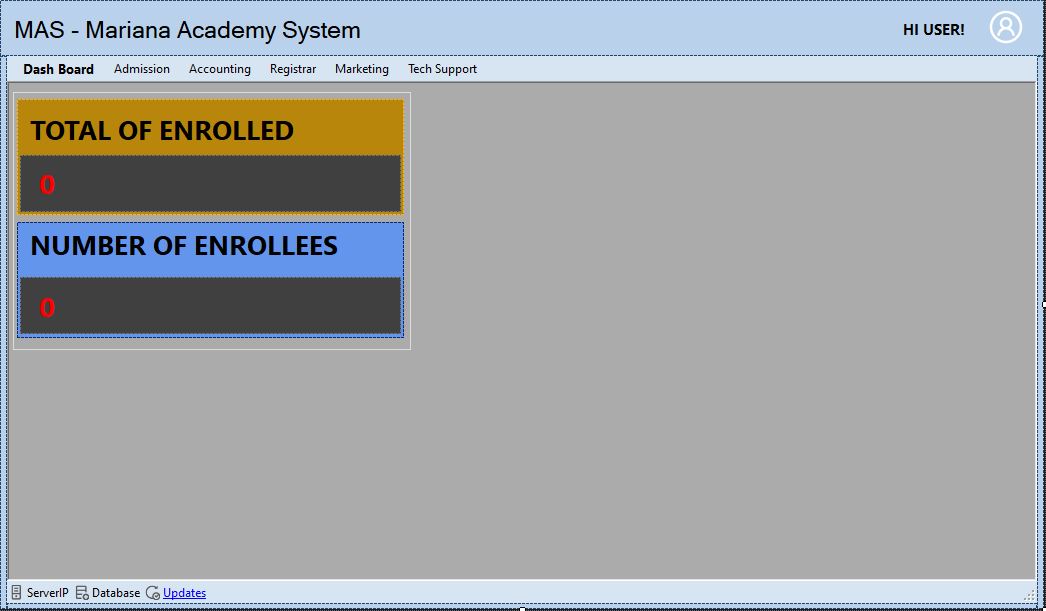 MAS - Mariana Academy System
HI USER!
Dash Board Admission Accounting Registrar Marketing Tech Support
TOTAL OF ENROLLED
0
NUMBER OF ENROLLEES
0
ServerIP Database Updates